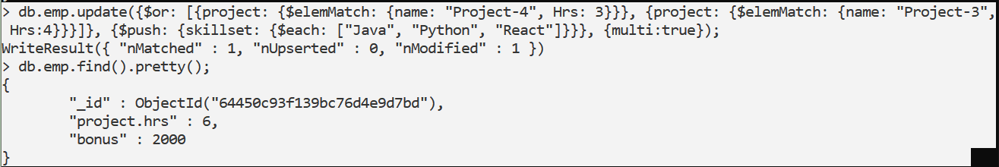 > db.emp.update({$or: [{project: {$elemMatch: {name: "Project-4", Hrs: 3}}}, {project: {$elemMatch: {name: "Project-3",
 Hrs:4}}}]}, {$push: {skillset: {$each: ["Java", "Python", "React"]}}}, {multi:true});
WriteResult({ "nMatched" : 1, "nUpserted" : 0, "nModified" : 1 })
> db.emp.find().pretty();
{
        "_id" : ObjectId("64450c93f139bc76d4e9d7bd"),
        "project.hrs" : 6,
        "bonus" : 2000
}